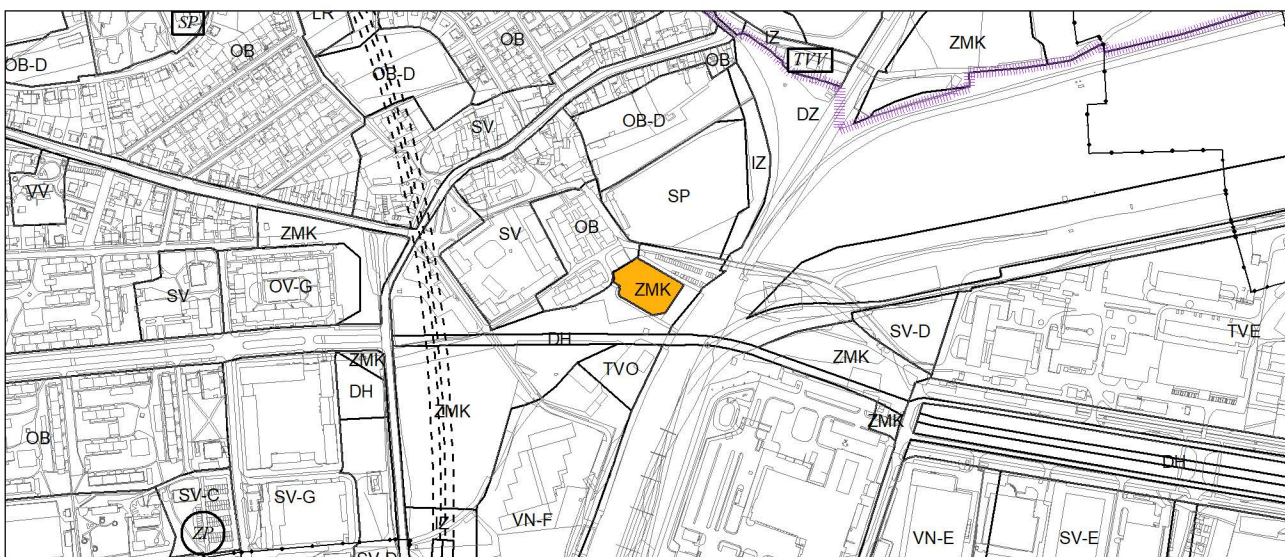 SP
LR
OB
OB
IZ
TVV
ZMK
OB-D
OB-D
OB
DZ
SV
OB-D
IZ
VV
SP
ZMK
SV
OB
SV
OV-G
ZMK
SV-D
TVE
DH
ZMK
ZMK
TVO
DH
ZMK
ZMK
OB
DH
SV-C
SV-G
ZP
IZ
VN-F
VN-E
SV-E
SV-D